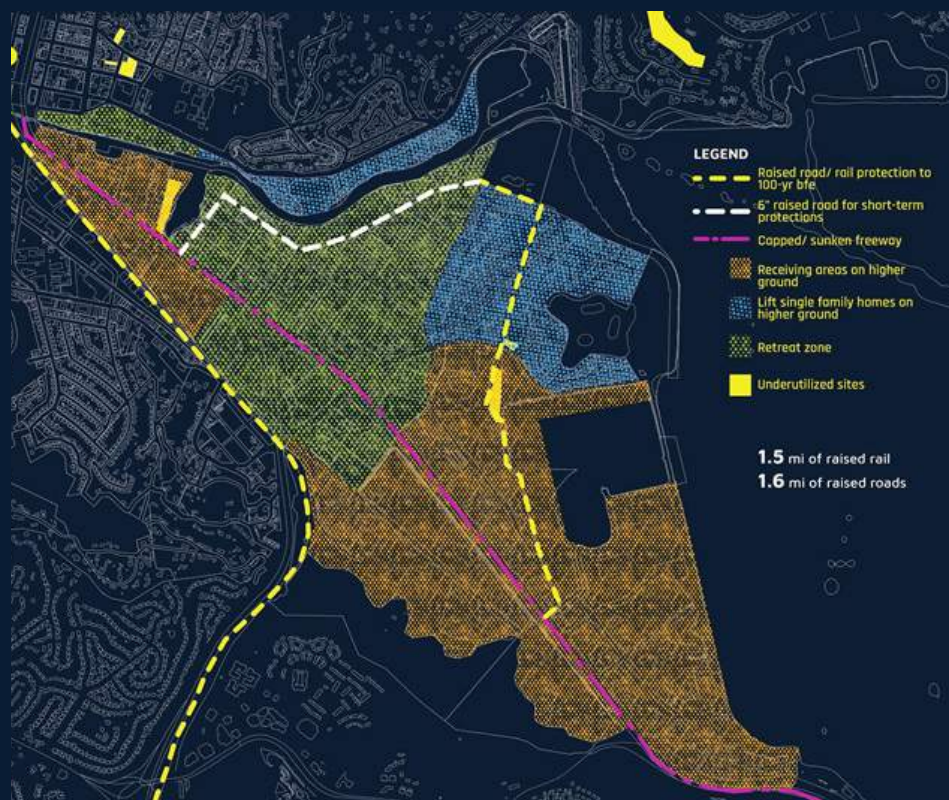 LEGEND
Raised road/ rail protection to
100-yr bfe
6" raised road for short-term
protections
Capped/ sunken freeway
Receiving areas on higher
ground
Lift single family homes on
higher ground
Retreat zone
Underutilized sites
1.5 mi of raised rail
1.6 mi of raised roads